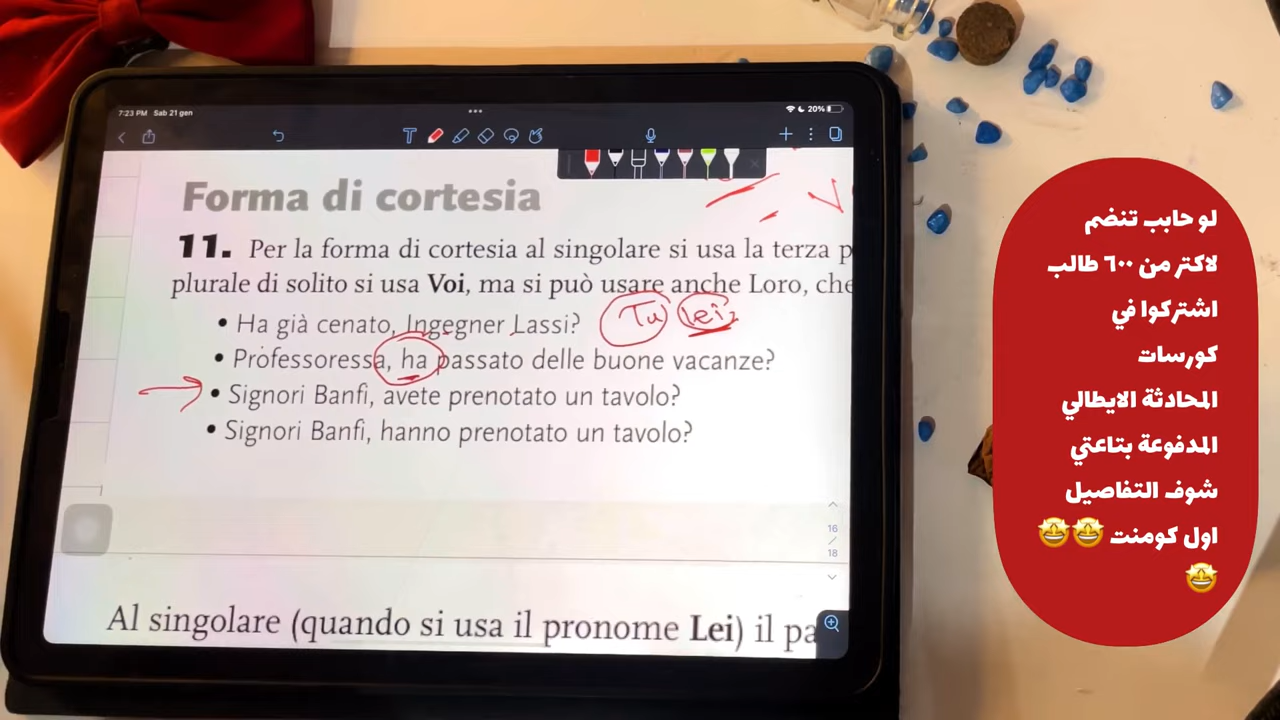 7:23 PM Sab 21 gen
20%
Forma di cortesia
11. Per la forma di cortesia al singolare si usa la terza p
plurale di solito si usa Voi, ma si può usare anche Loro, che
• Ha già cenato, Ingegner Lassi?
Tu Lei
• Professoressa, ha passato delle buone vacanze?
• Signori Banfi, avete prenotato un tavolo?
• Signori Banfi, hanno prenotato un tavolo?
16
/
18
Al singolare (quando si usa il pronome Lei) il pa
لو حابب تنضم
لاكتر من ٦٠٠ طالب
اشتركوا في
كورسات
المحادثة الايطالي
المدفوعة بتاعتي
شوف التفاصيل
اول كومنت 🤩🤩
🤩